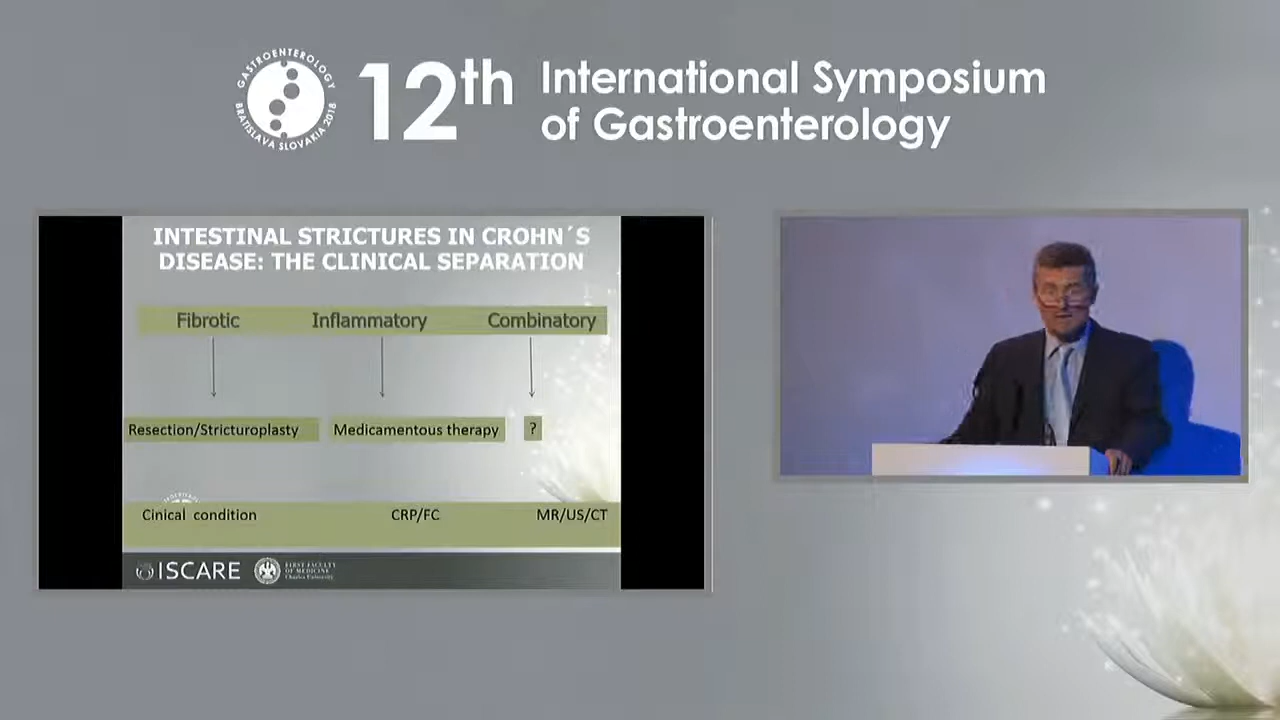 GASTROENTEROLOGY
BRATISLAVA SLOVAKIA 2018
12th
International Symposium
of Gastroenterology
INTESTINAL STRICTURES IN CROHN´S
DISEASE: THE CLINICAL SEPARATION
Fibrotic Inflammatory Combinatory
Resection/Stricturoplasty Medicamentous therapy ?
Cinical condition CRP/FC MR/US/CT
ISCARE
FIRST FACULTY
OF MEDICINE
Charles University